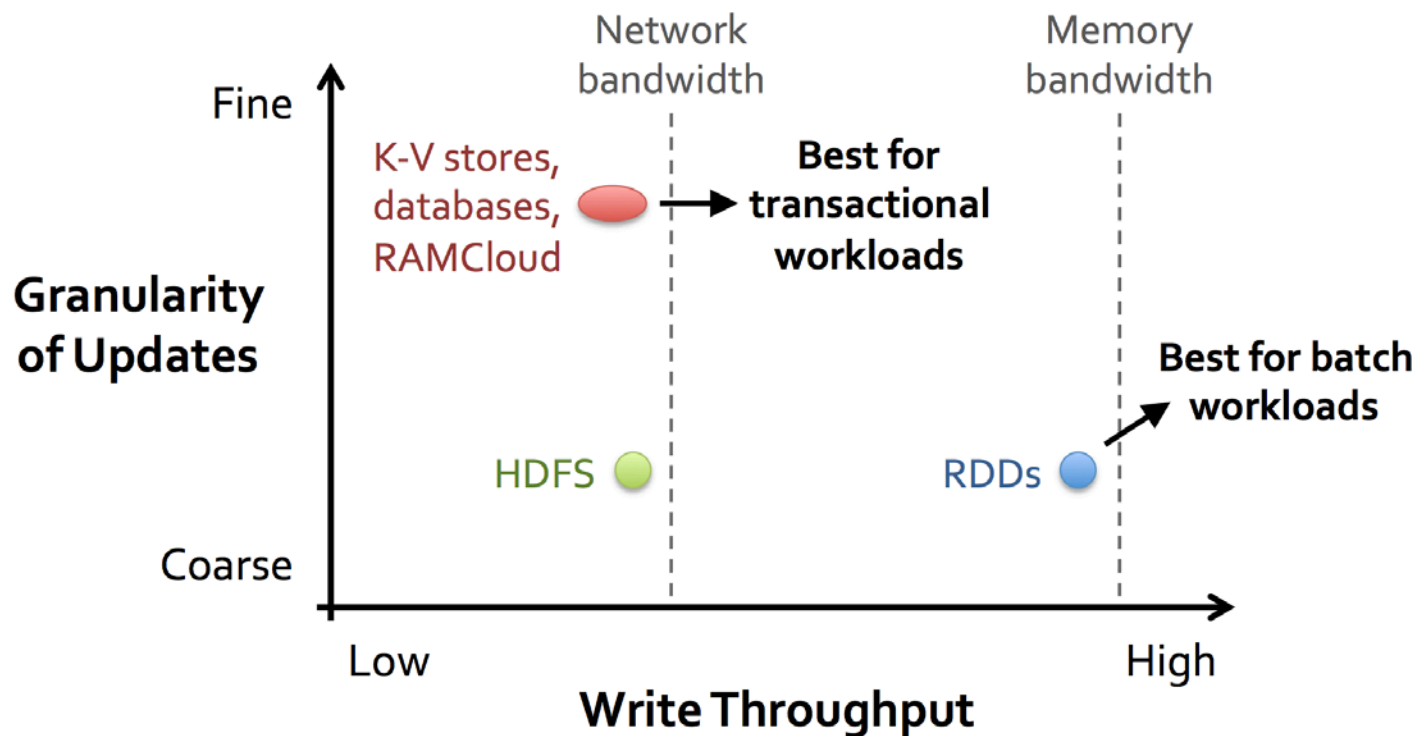 Network
bandwidth
Memory
bandwidth
Fine
K-V stores,
databases,
RAMCloud
Best for
transactional
workloads
Granularity
of Updates
Best for batch
workloads
HDFS
RDDs
Coarse
Low
High
Write Throughput